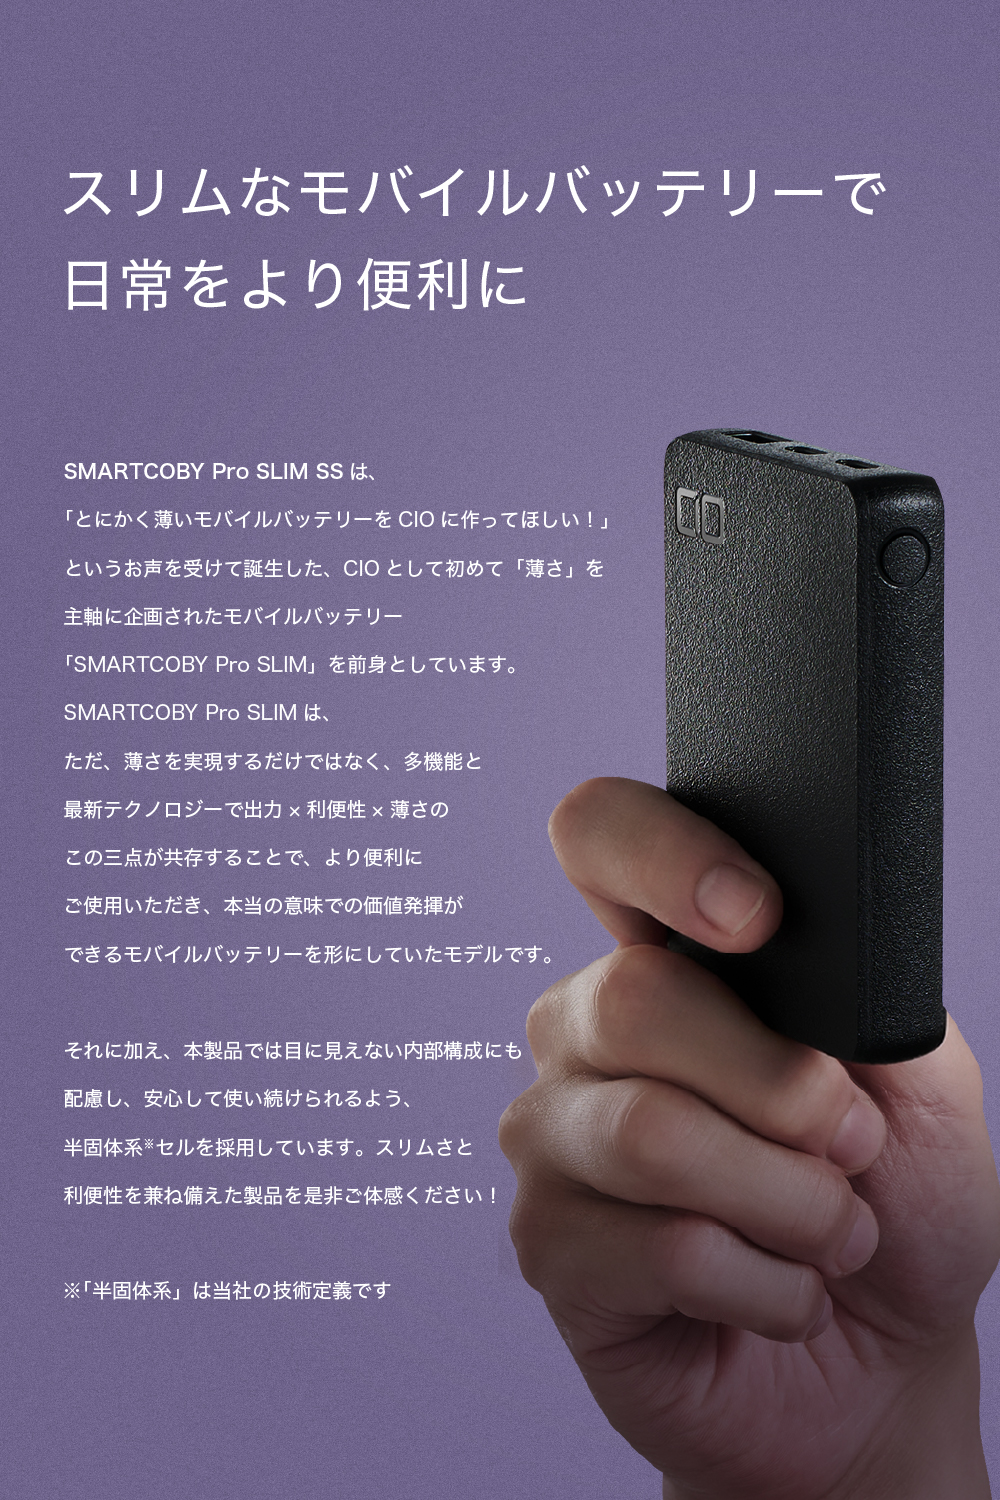 スリムなモバイルバッテリーで
日常をより便利に
SMARTCOBY Pro SLIM SS は、
「とにかく薄いモバイルバッテリーを CIO に作ってほしい！」
というお声を受けて誕生した、CIO として初めて「薄さ」を
主軸に企画されたモバイルバッテリー
「SMARTCOBY Pro SLIM」を前身としています。
SMARTCOBY Pro SLIM は、
ただ、薄さを実現するだけではなく、多機能と
最新テクノロジーで出力 × 利便性 × 薄さの
この三点が共存することで、より便利に
ご使用いただき、本当の意味での価値発揮が
できるモバイルバッテリーを形にしていたモデルです。
それに加え、本製品では目に見えない内部構成にも
配慮し、安心して使い続けられるよう、
半固体系※セルを採用しています。スリムさと
利便性を兼ね備えた製品を是非ご体感ください！
※「半固体系」は当社の技術定義です
CIO